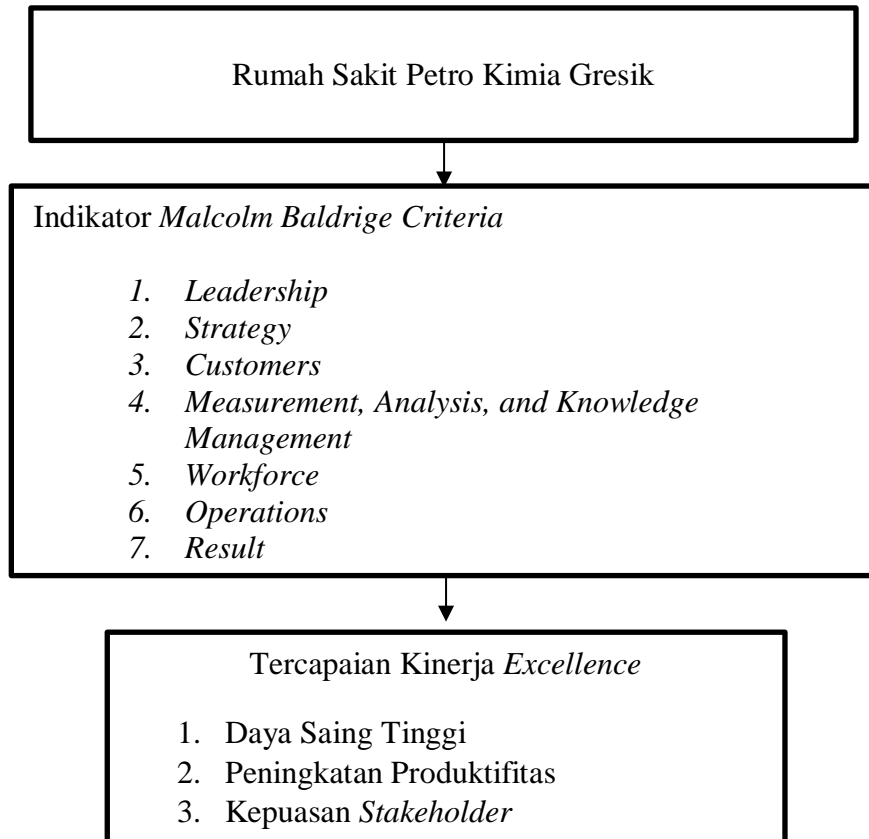 Rumah Sakit Petro Kimia Gresik
Indikator Malcolm Baldrige Criteria
1. Leadership
2. Strategy
3. Customers
4. Measurement, Analysis, and Knowledge
Management
5. Workforce
6. Operations
7. Result
Tercapaian Kinerja Excellence
1. Daya Saing Tinggi
2. Peningkatan Produktifitas
3. Kepuasan Stakeholder